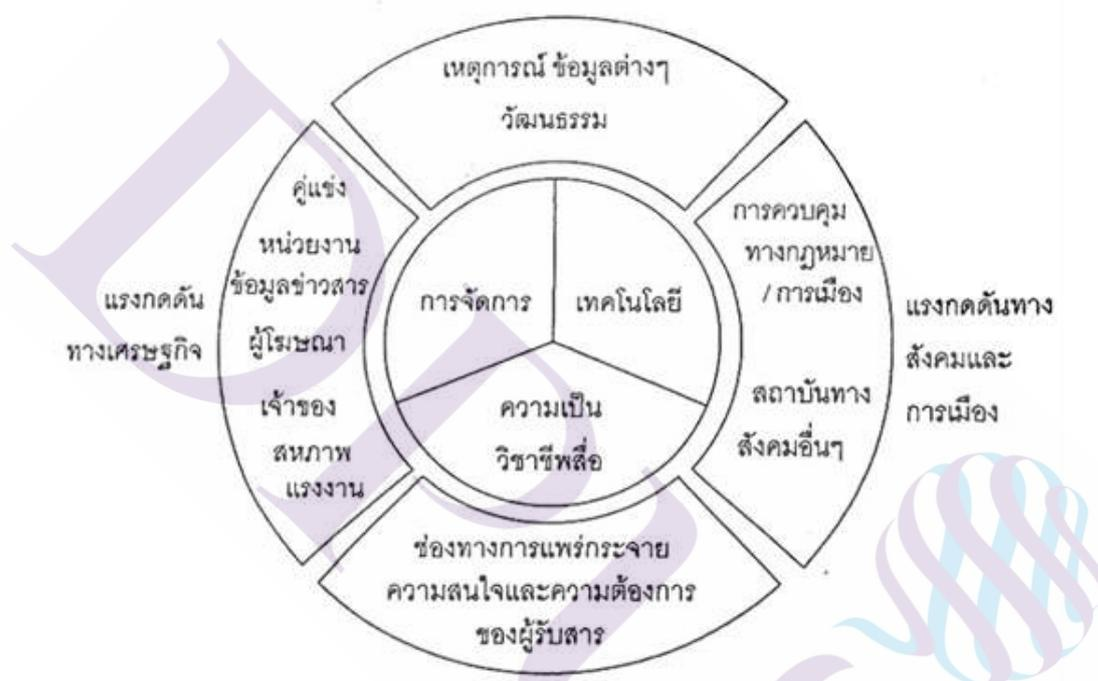 เหตุการณ์ ข้อมูลต่างๆ
วัฒนธรรม
คู่แข่ง
หน่วยงาน
ข้อมูลข่าวสาร
ผู้โฆษณา
เจ้าของ
สหภาพ
แรงงาน
แรงกดดัน
ทางเศรษฐกิจ
การจัดการ
เทคโนโลยี
ความเป็น
วิชาชีพสื่อ
การควบคุม
ทางกฎหมาย
/ การเมือง
สถาบันทาง
สังคมอื่นๆ
แรงกดดันทาง
สังคมและ
การเมือง
ช่องทางการแพร่กระจาย
ความสนใจและความต้องการ
ของผู้รับสาร